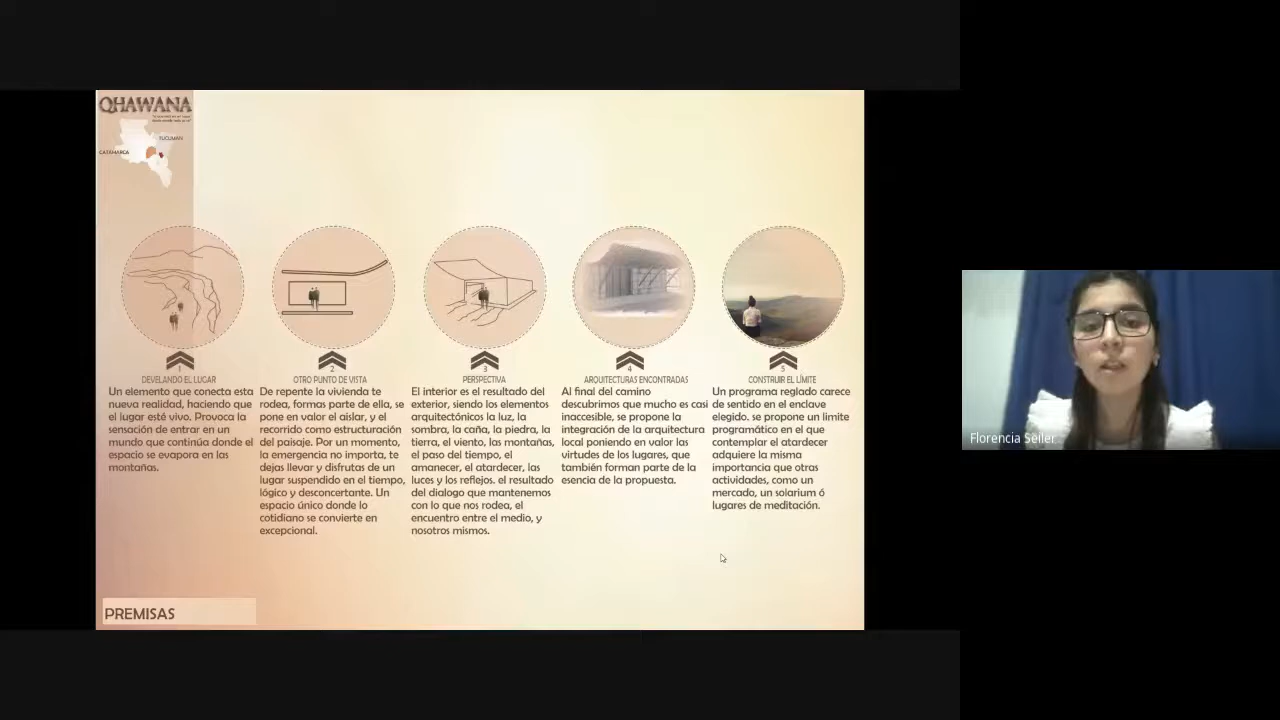 QHAWANA
TUCUMAN
CATAMARCA
1
DEVELANDO EL LUGAR
Un elemento que conecta esta
nueva realidad, haciendo que
el lugar esté vivo. Provoca la
sensación de entrar en un
mundo que continúa donde el
espacio se evapora en las
montañas.
2
OTRO PUNTO DE VISTA
De repente la vivienda te
rodea, formas parte de ella, se
pone en valor el aislar, y el
recorrido como estructuración
del paisaje. Por un momento,
la emergencia no importa, te
dejas llevar y disfrutas de un
lugar suspendido en el tiempo,
lógico y desconcertante. Un
espacio único donde lo
cotidiano se convierte en
excepcional.
3
PERSPECTIVA
El interior es el resultado del
exterior, siendo los elementos
arquitectónicos la luz, la
sombra, la caña, la piedra, la
tierra, el viento, las montañas,
el paso del tiempo, el
amanecer, el atardecer, las
luces y los reflejos. el resultado
del dialogo que mantenemos
con lo que nos rodea, el
encuentro entre el medio, y
nosotros mismos.
4
ARQUITECTURAS ENCONTRADAS
Al final del camino
descubrimos que mucho es casi
inaccesible, se propone la
integración de la arquitectura
local poniendo en valor las
virtudes de los lugares, que
también forman parte de la
esencia de la propuesta.
5
CONSTRUIR EL LÍMITE
Un programa reglado carece
de sentido en el enclave
elegido. se propone un limite
programático en el que
contemplar el atardecer
adquiere la misma
importancia que otras
actividades, como un
mercado, un solarium ó
lugares de meditación.
PREMISAS
Florencia Seiler